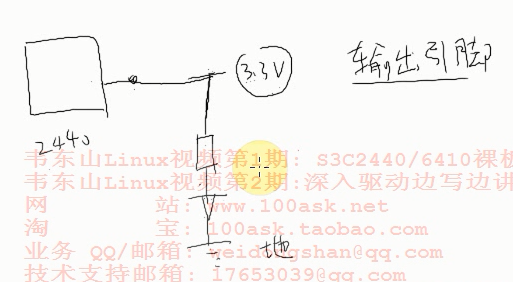 3.3V
输出引脚
2440
韦东山Linux视频第1期: S3C2440/6410裸板
韦东山Linux视频第2期:深入驱动边写边讲
网 站: www.100ask.net
淘 宝: 100ask.taobao.com
地
业务 QQ/邮箱: weidongshan@qq.com
技术支持邮箱: 17653039@qq.com